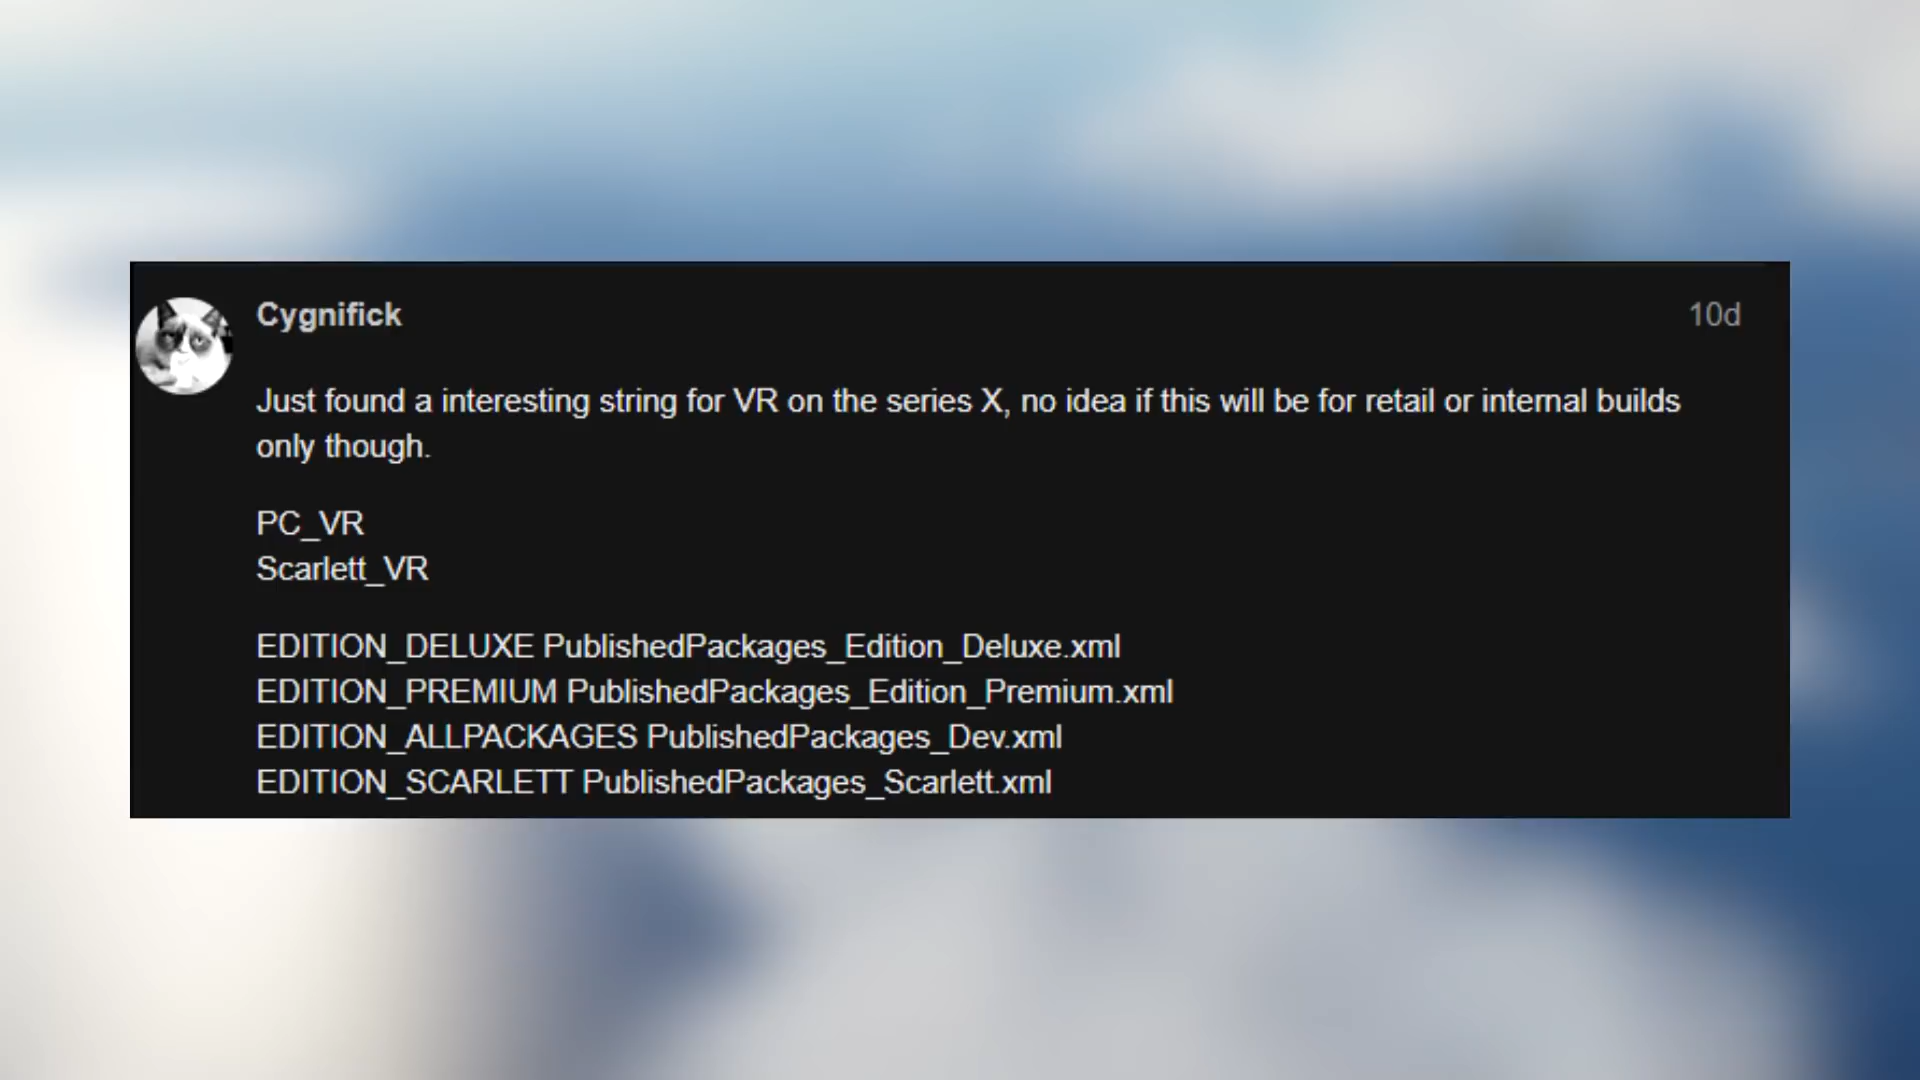 Cygnifick
10d
Just found a interesting string for VR on the series X, no idea if this will be for retail or internal builds
only though.
PC_VR
Scarlett_VR
EDITION_DELUXE PublishedPackages_Edition_Deluxe.xml
EDITION_PREMIUM PublishedPackages_Edition_Premium.xml
EDITION_ALLPACKAGES PublishedPackages_Dev.xml
EDITION_SCARLETT PublishedPackages_Scarlett.xml